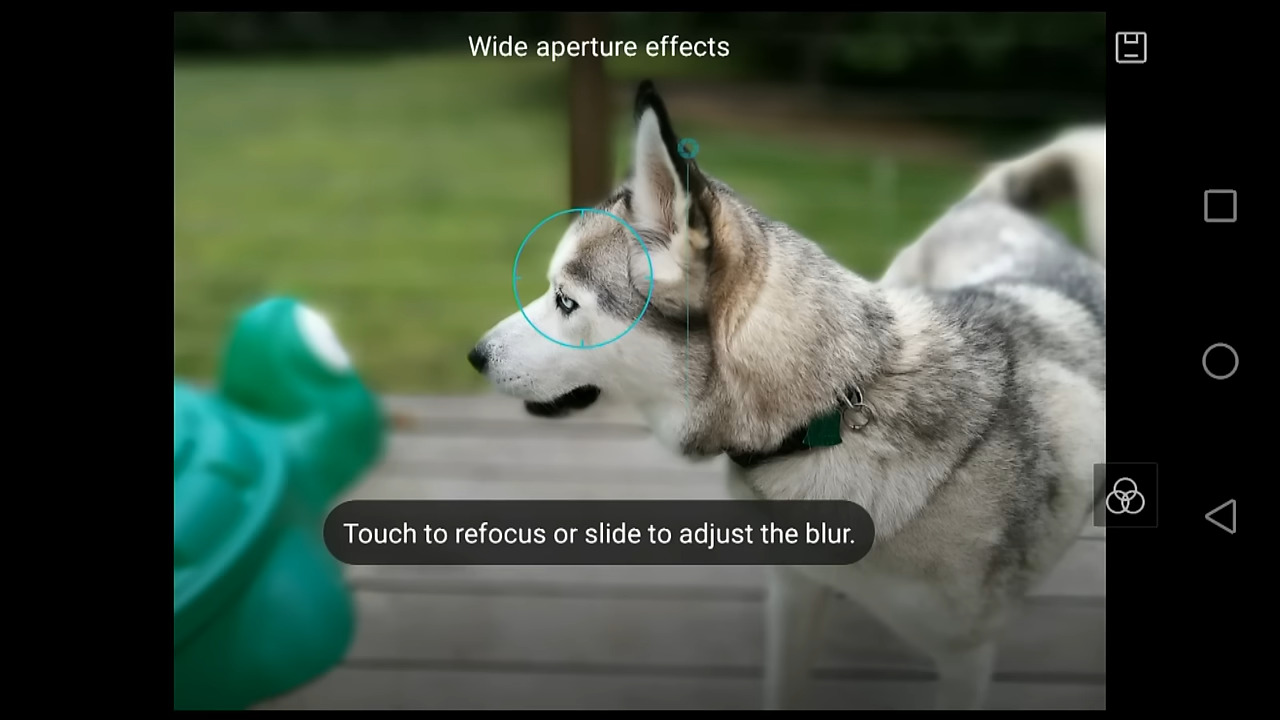 Wide aperture effects
Touch to refocus or slide to adjust the blur.